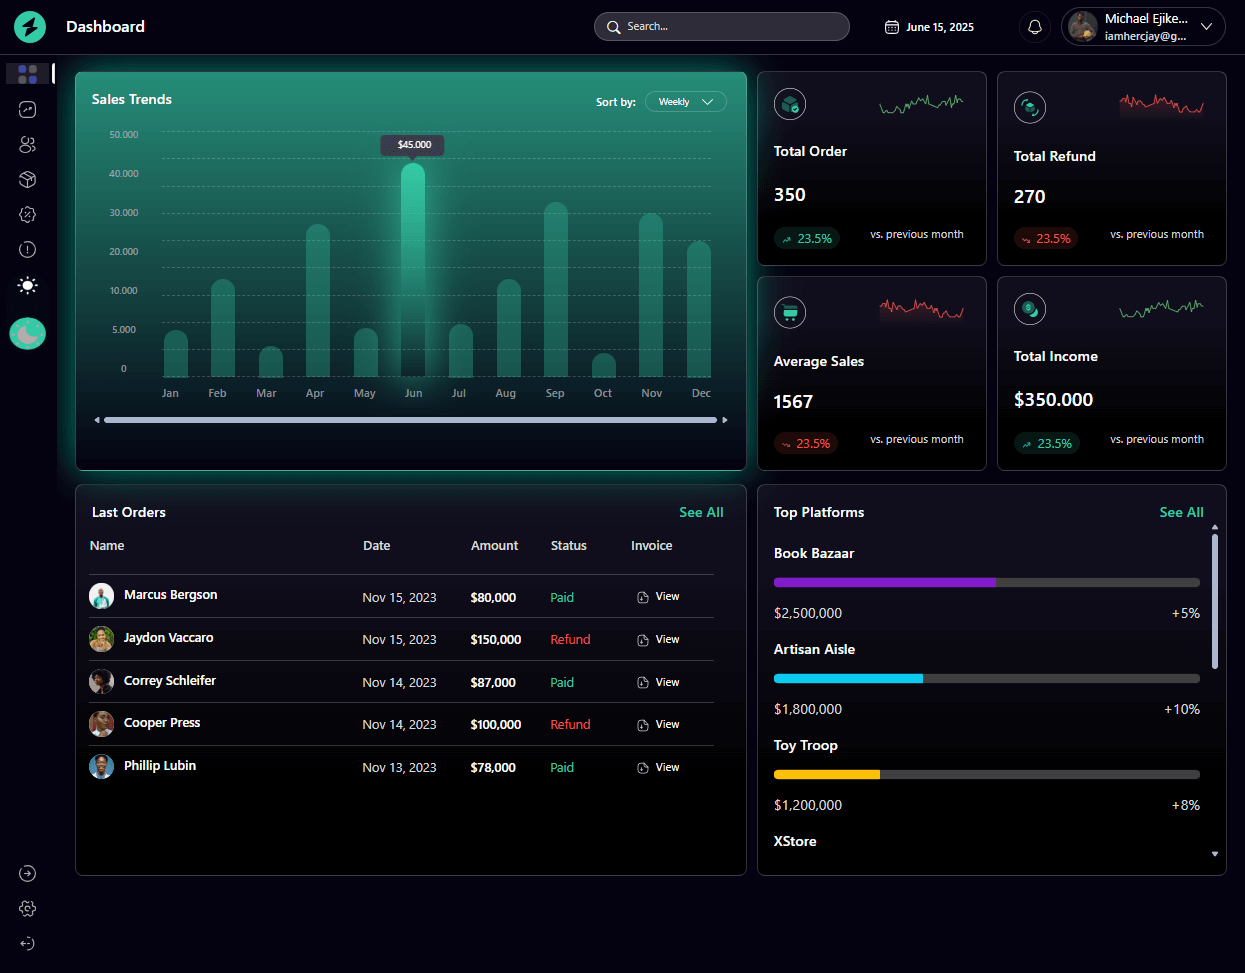 Dashboard
Search...
June 15, 2025
Michael Ejike...
iamhercjay@g...
Sales Trends
Sort by:
Weekly
50.000
40.000
30.000
20.000
10.000
5.000
0
$45.000
Jan Feb Mar Apr May Jun Jul Aug Sep Oct Nov Dec
Total Order
350
23.5%
vs. previous month
Total Refund
270
23.5%
vs. previous month
Average Sales
1567
23.5%
vs. previous month
Total Income
$350.000
23.5%
vs. previous month
Last Orders
See All
Name Date Amount Status Invoice
Marcus Bergson Nov 15, 2023 $80,000 Paid View
Jaydon Vaccaro Nov 15, 2023 $150,000 Refund View
Correy Schleifer Nov 14, 2023 $87,000 Paid View
Cooper Press Nov 14, 2023 $100,000 Refund View
Phillip Lubin Nov 13, 2023 $78,000 Paid View
Top Platforms
See All
Book Bazaar
$2,500,000 +5%
Artisan Aisle
$1,800,000 +10%
Toy Troop
$1,200,000 +8%
XStore